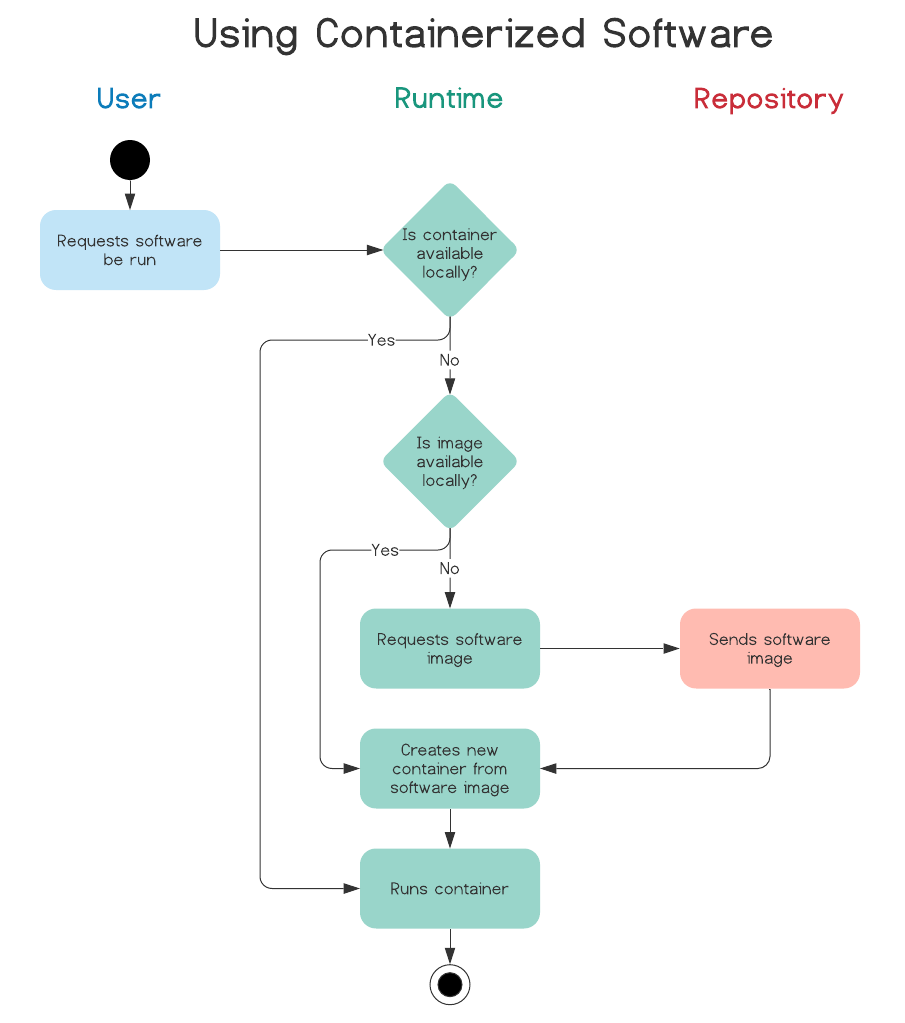 Using Containerized Software
User
Runtime
Repository
Requests software
be run
Is container
available
locally?
Yes
No
Is image
available
locally?
Yes
No
Requests software
image
Sends software
image
Creates new
container from
software image
Runs container